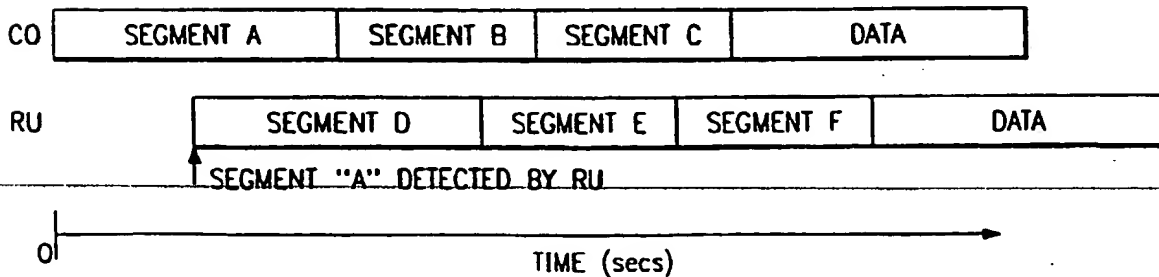 CO SEGMENT A SEGMENT B SEGMENT C DATA
RU SEGMENT D SEGMENT E SEGMENT F DATA
SEGMENT "A" DETECTED BY RU
0 TIME (secs)